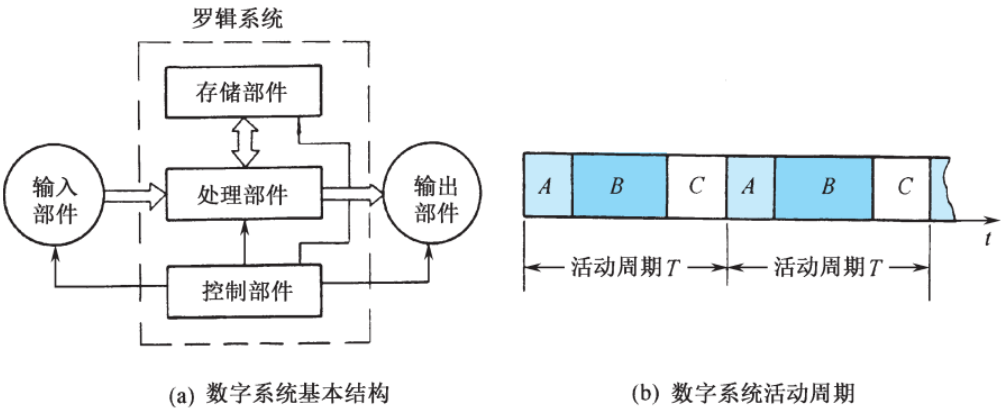 罗辑系统
存储部件
输入
部件
处理部件
输出
部件
控制部件
(a) 数字系统基本结构
A B C A B C
t
活动周期T 活动周期T
(b) 数字系统活动周期